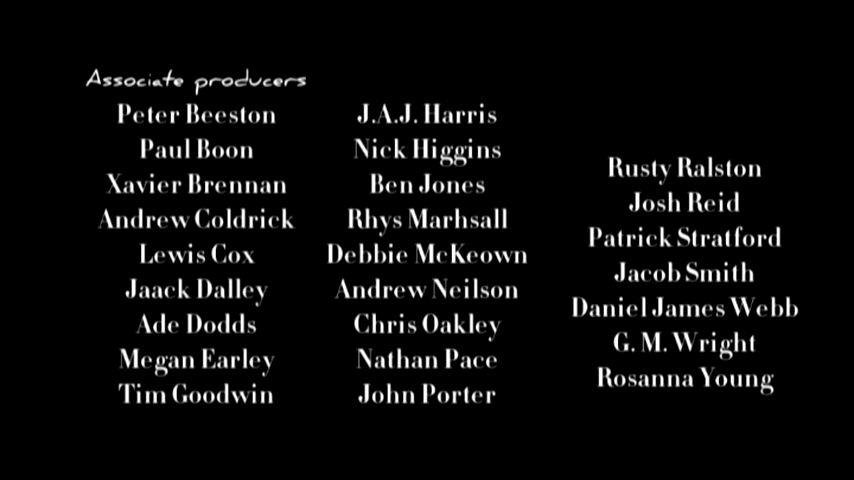 Associate producers
Peter Beeston
Paul Boon
Xavier Brennan
Andrew Coldrick
Lewis Cox
Jaack Dalley
Ade Dodds
Megan Earley
Tim Goodwin
J.A.J. Harris
Nick Higgins
Ben Jones
Rhys Marhsall
Debbie McKeown
Andrew Neilson
Chris Oakley
Nathan Pace
John Porter
Rusty Ralston
Josh Reid
Patrick Stratford
Jacob Smith
Daniel James Webb
G. M. Wright
Rosanna Young